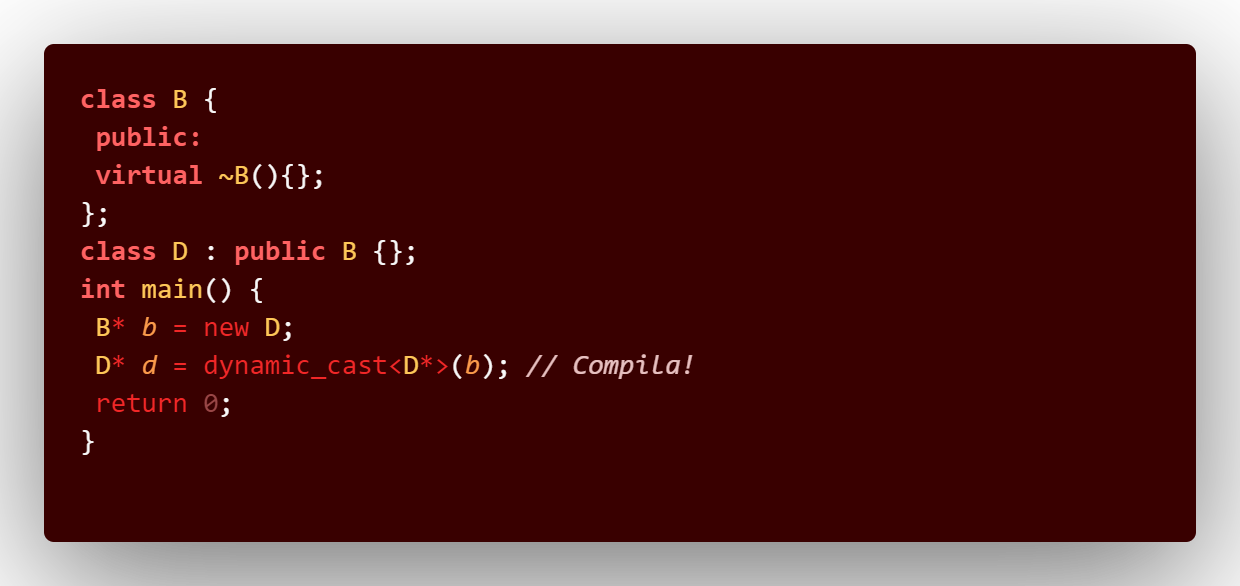 class B {
 public:
 virtual ~B(){};
};
class D : public B {};
int main() {
 B* b = new D;
 D* d = dynamic_cast<D*>(b); // Compila!
 return 0;
}